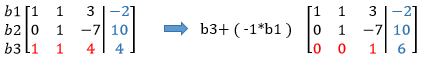 b1 [1 1 3 | -2] [1 1 3 | -2]
b2 [0 1 -7 | 10] b3+ ( -1*b1 ) [0 1 -7 | 10]
b3 [1 1 4 | 4] [0 0 1 | 6]